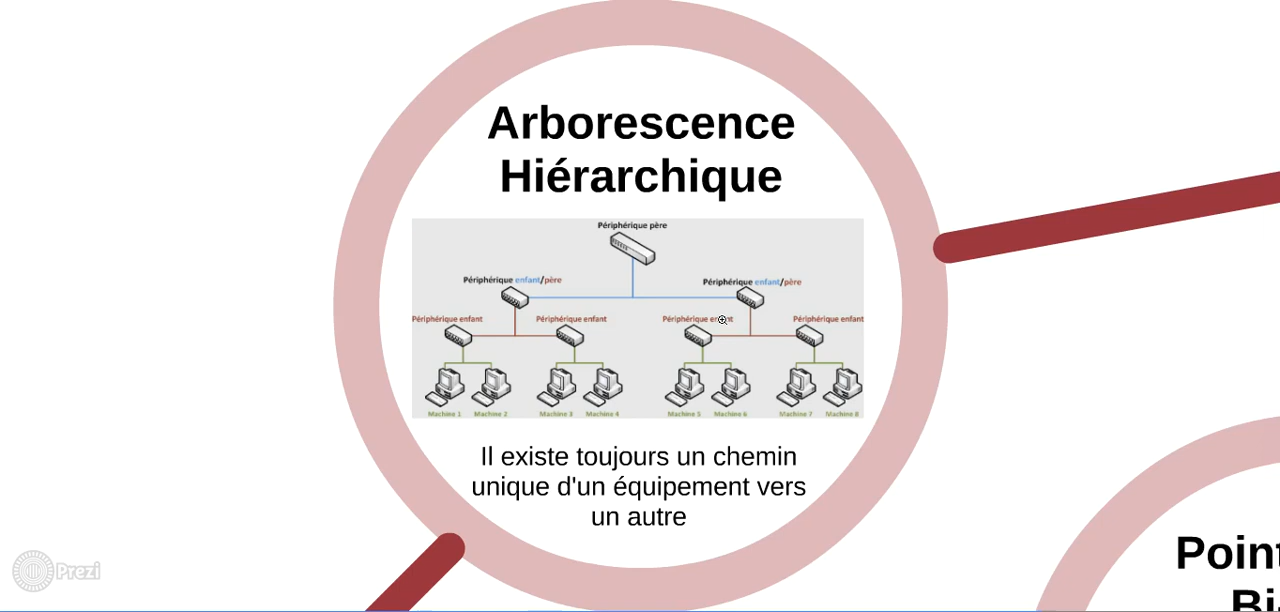 Arborescence
Hiérarchique
Périphérique père
Périphérique enfant/père
Périphérique enfant/père
Périphérique enfant
Périphérique enfant
Périphérique enfant
Périphérique enfant
Machine 1
Machine 2
Machine 3
Machine 4
Machine 5
Machine 6
Machine 7
Machine 8
Il existe toujours un chemin
unique d'un équipement vers
un autre
Prezi